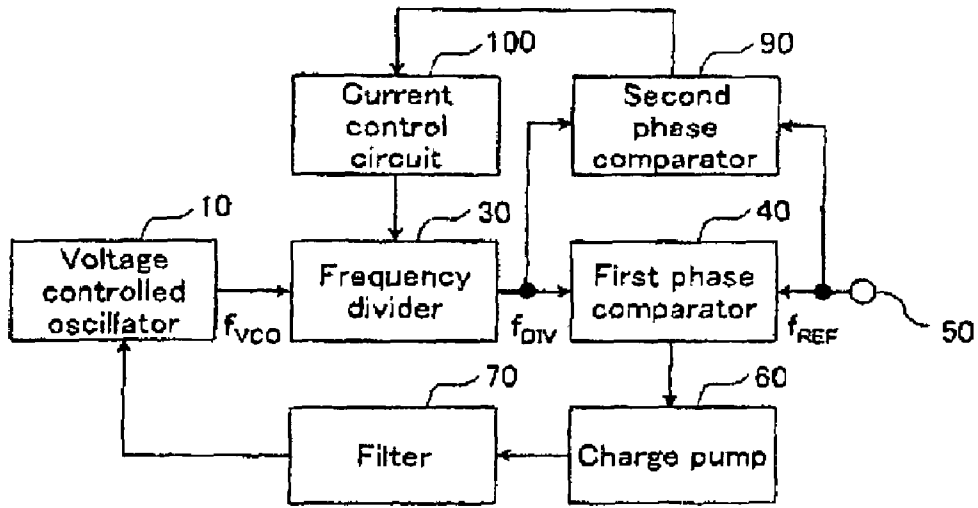 100
90
Current
control
circuit
Second
phase
comparator
10
30
40
Voltage
controlled
oscillator
Frequency
divider
First phase
comparator
fVCO
fDIV
fREF
50
70
60
Filter
Charge pump